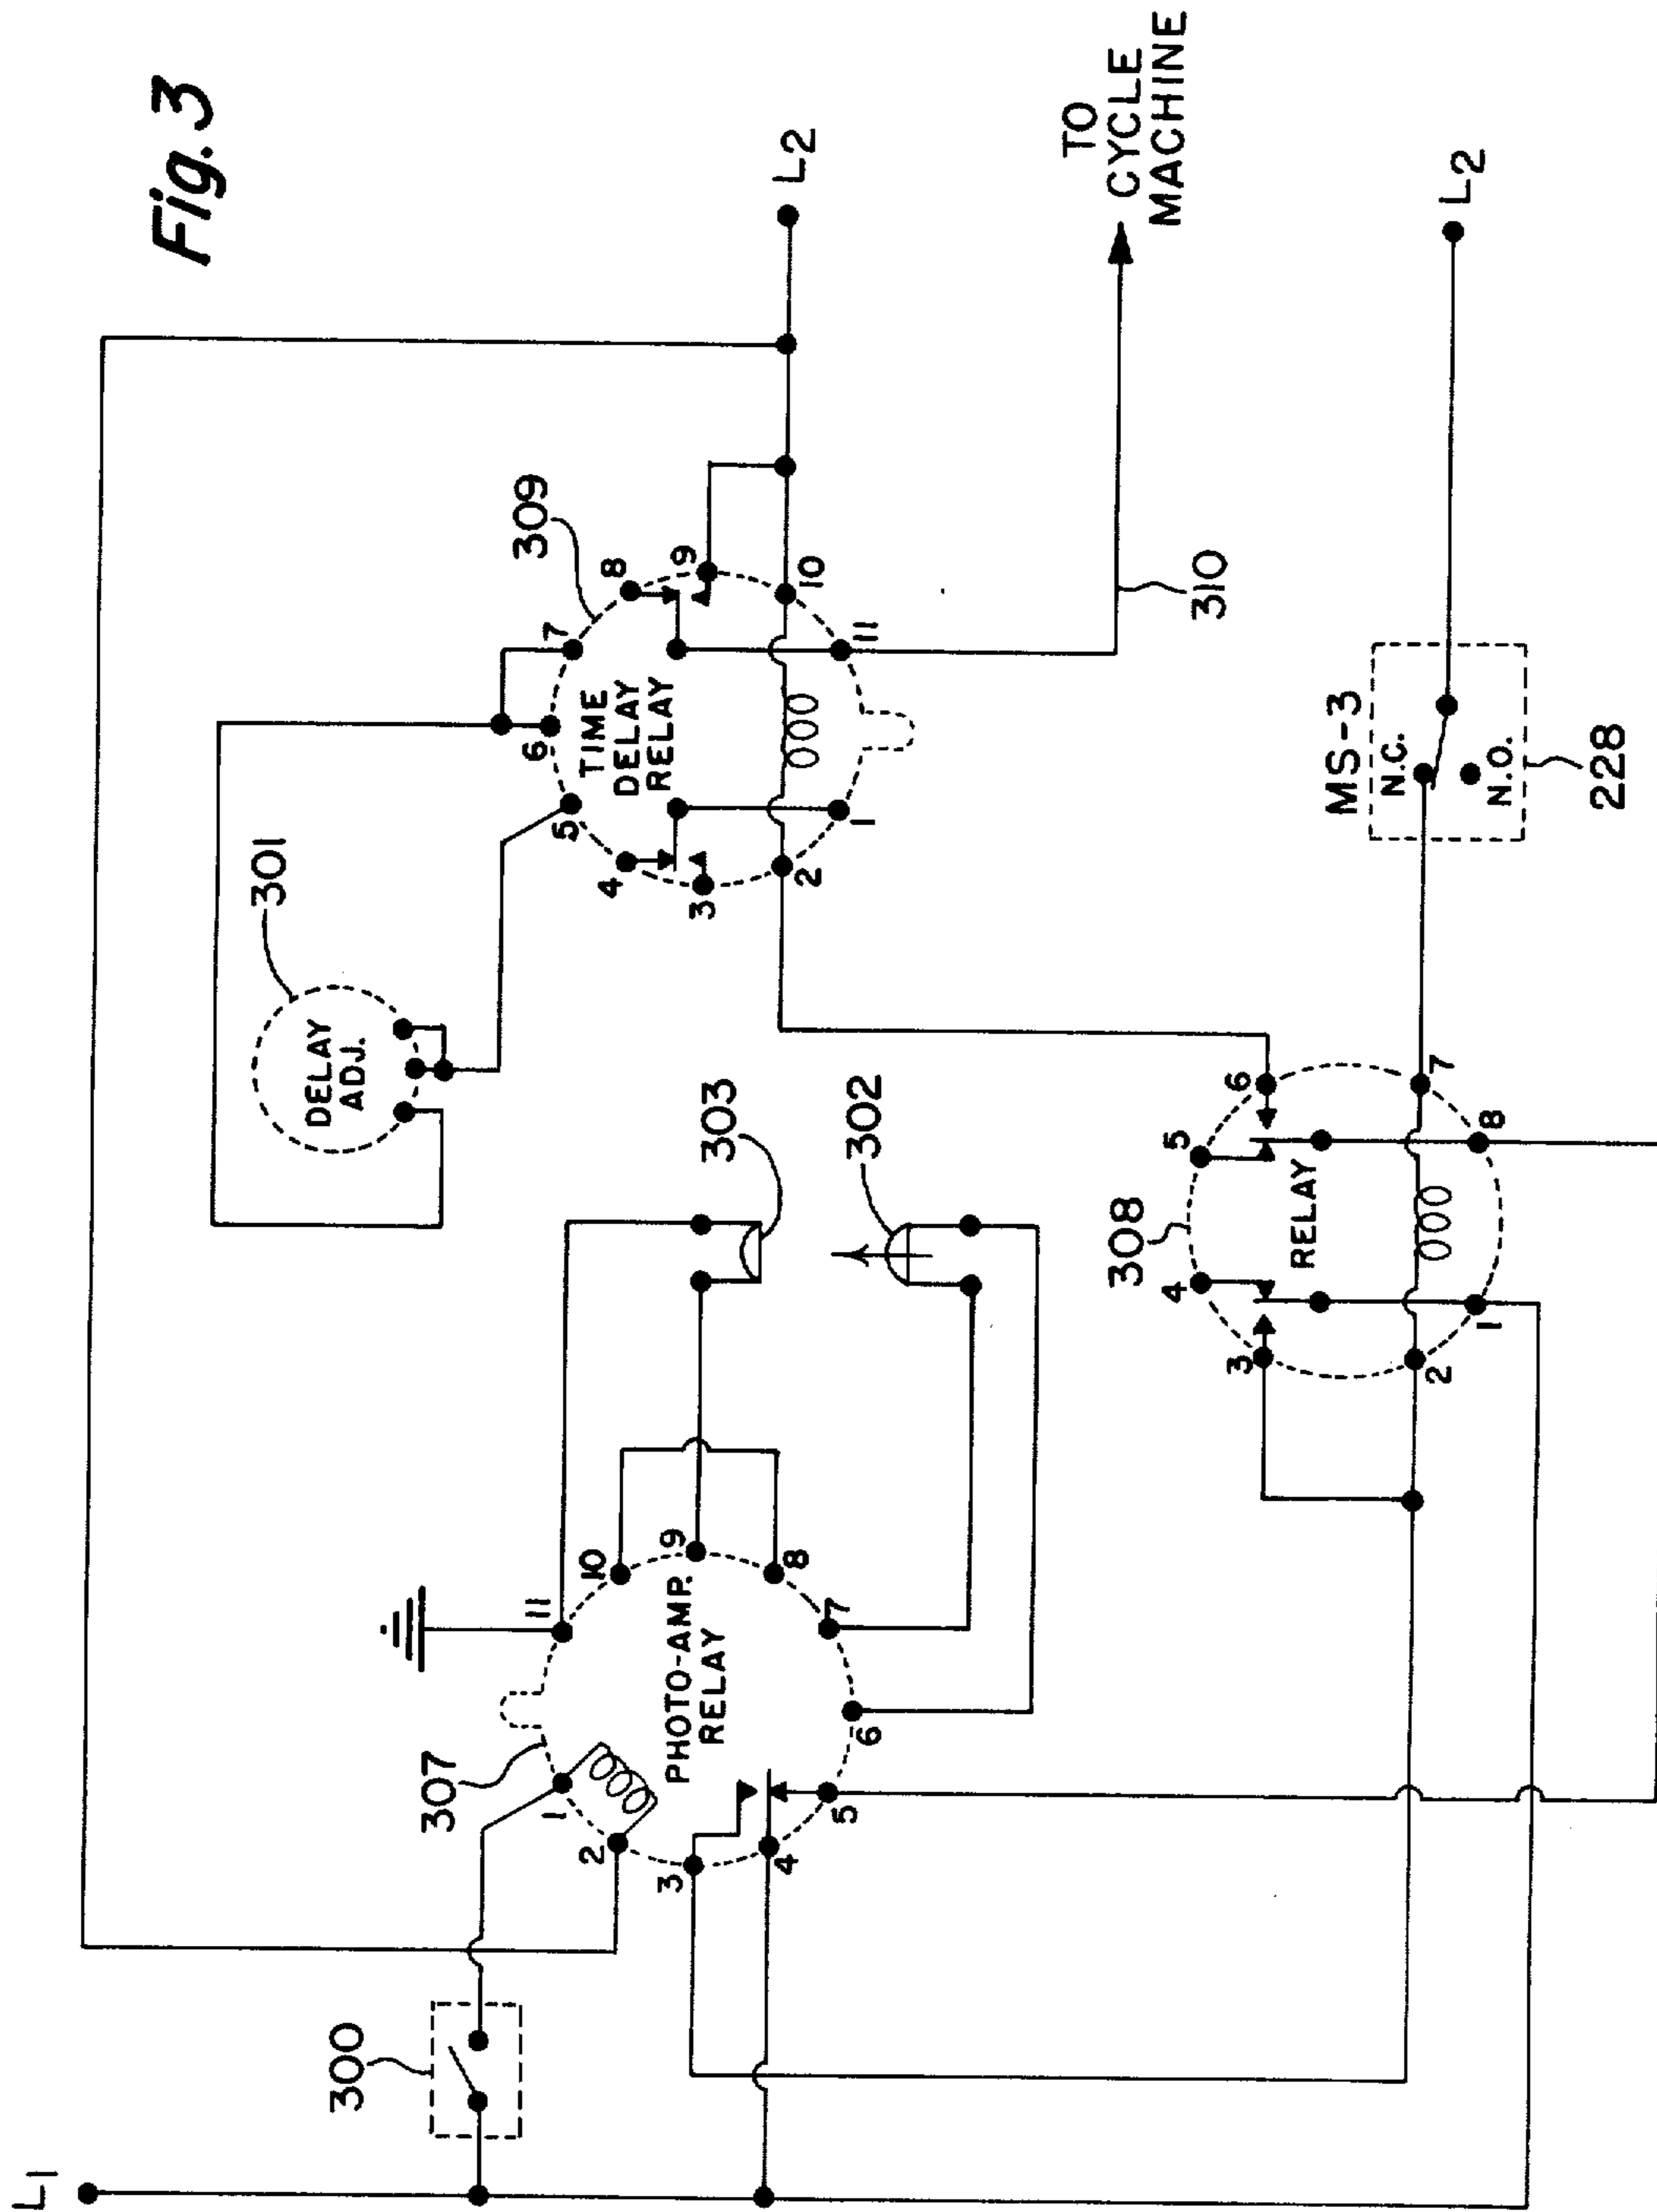 Fig. 3
L1
300
307
PHOTO-AMP.
RELAY
1
2
3
4
5
6
7
8
9
10
11
303
302
301
DELAY
ADJ.
309
TIME
DELAY
RELAY
1
2
3
4
5
6
7
8
9
10
11
L2
310
TO
CYCLE
MACHINE
308
RELAY
1
2
3
4
5
6
7
8
MS-3
N.C.
N.O.
228
L2